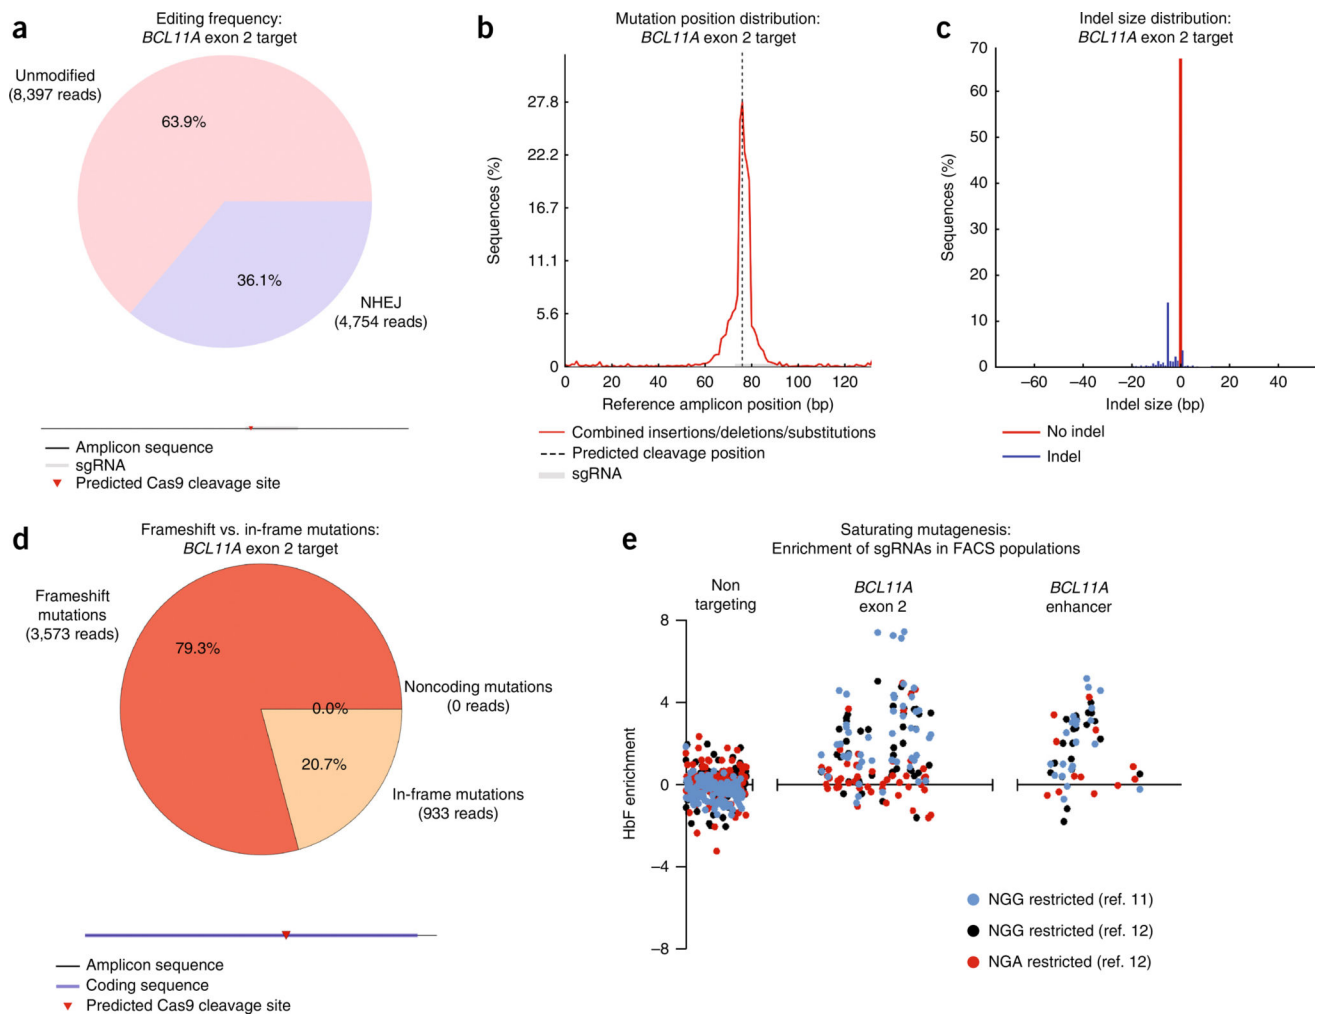 a
Editing frequency:
BCL11A exon 2 target
Unmodified
(8,397 reads)
63.9%
36.1%
NHEJ
(4,754 reads)
Amplicon sequence
sgRNA
Predicted Cas9 cleavage site
b
Mutation position distribution:
BCL11A exon 2 target
Sequences (%)
27.8
22.2
16.7
11.1
5.6
0
0 20 40 60 80 100 120
Reference amplicon position (bp)
Combined insertions/deletions/substitutions
Predicted cleavage position
sgRNA
c
Indel size distribution:
BCL11A exon 2 target
Sequences (%)
70
60
50
40
30
20
10
0
−60 −40 −20 0 20 40
Indel size (bp)
No indel
Indel
d
Frameshift vs. in-frame mutations:
BCL11A exon 2 target
Frameshift
mutations
(3,573 reads)
79.3%
Noncoding mutations
(0 reads)
0.0%
20.7%
In-frame mutations
(933 reads)
Amplicon sequence
Coding sequence
Predicted Cas9 cleavage site
e
Saturating mutagenesis:
Enrichment of sgRNAs in FACS populations
Non
targeting
BCL11A
exon 2
BCL11A
enhancer
HbF enrichment
8
4
0
−4
−8
NGG restricted (ref. 11)
NGG restricted (ref. 12)
NGA restricted (ref. 12)